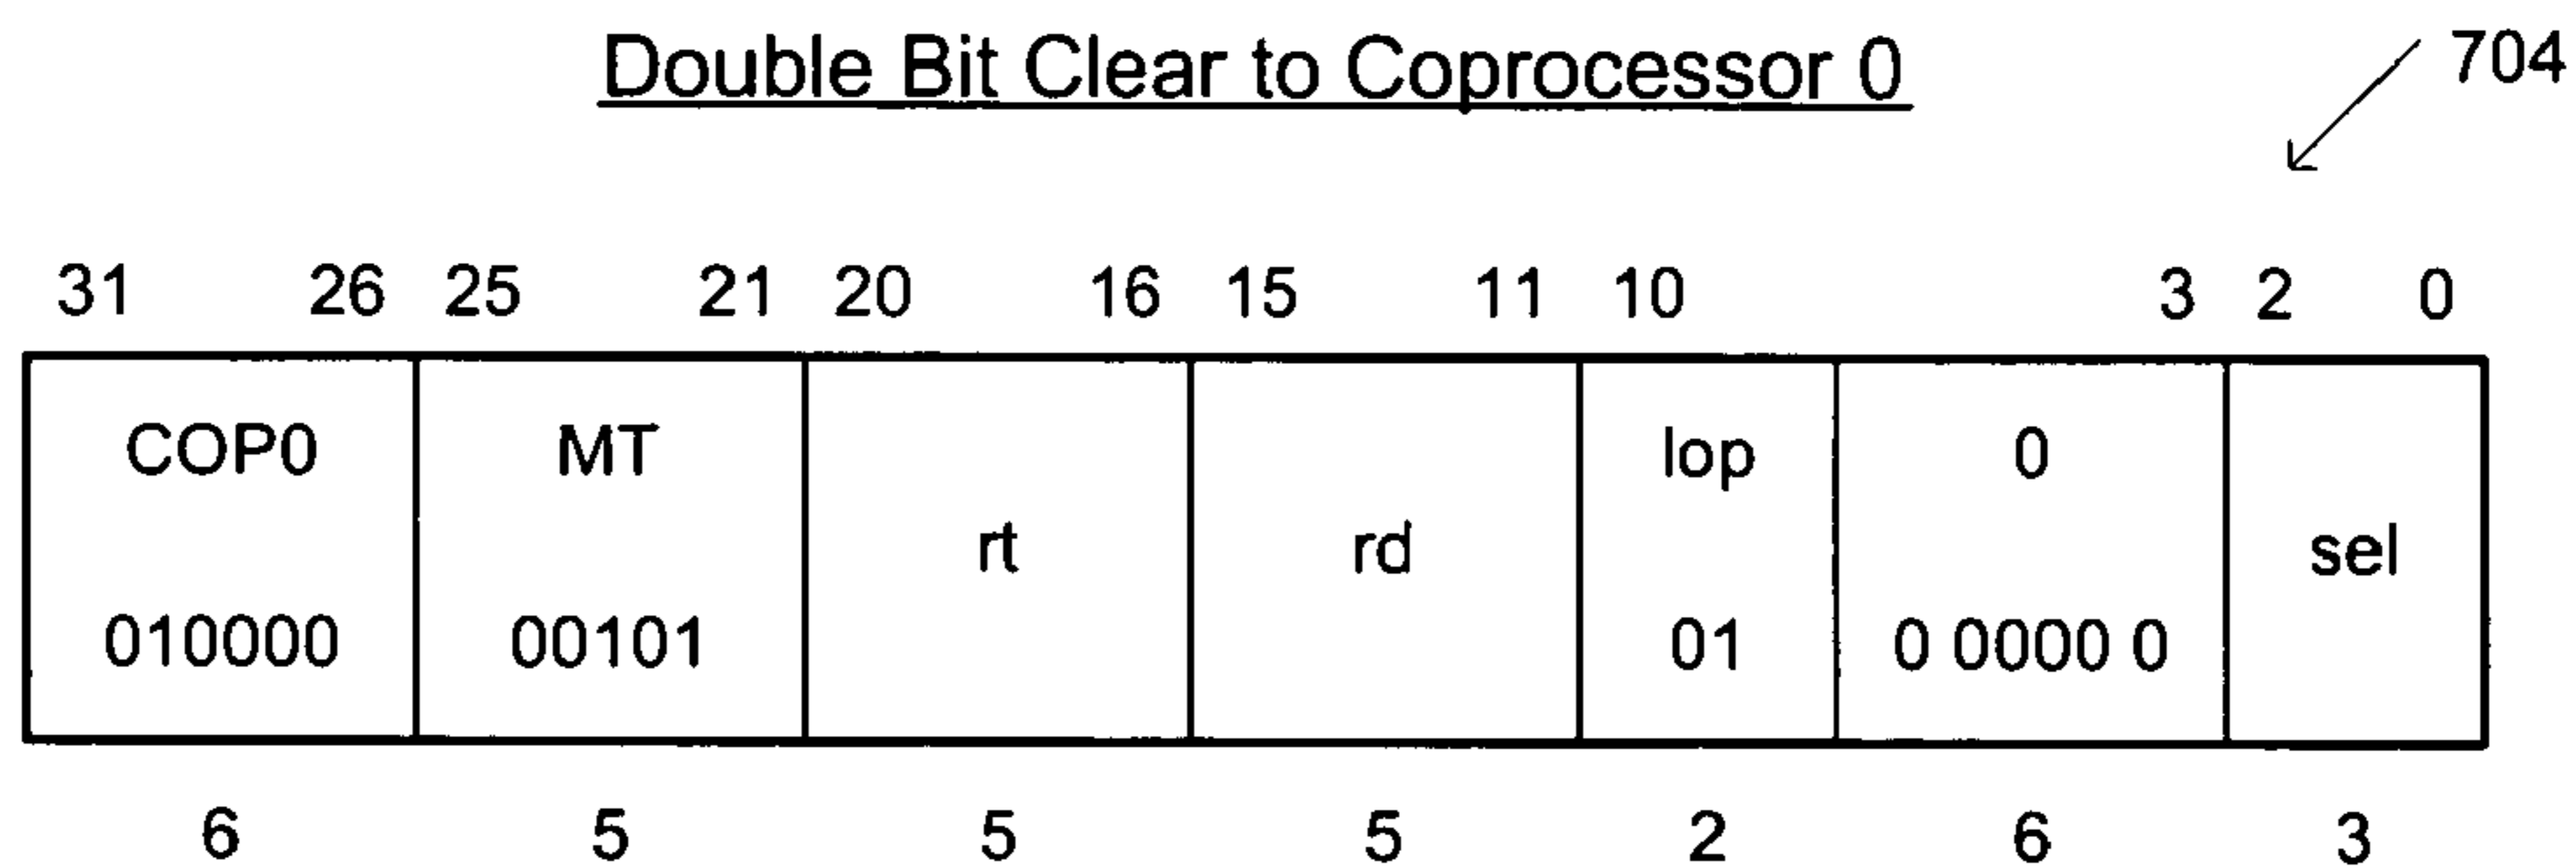 Double Bit Clear to Coprocessor 0
704
31 26 25 21 20 16 15 11 10 3 2 0
COP0 MT lop 0
rt rd sel
010000 00101 01 0 0000 0
6 5 5 5 2 6 3